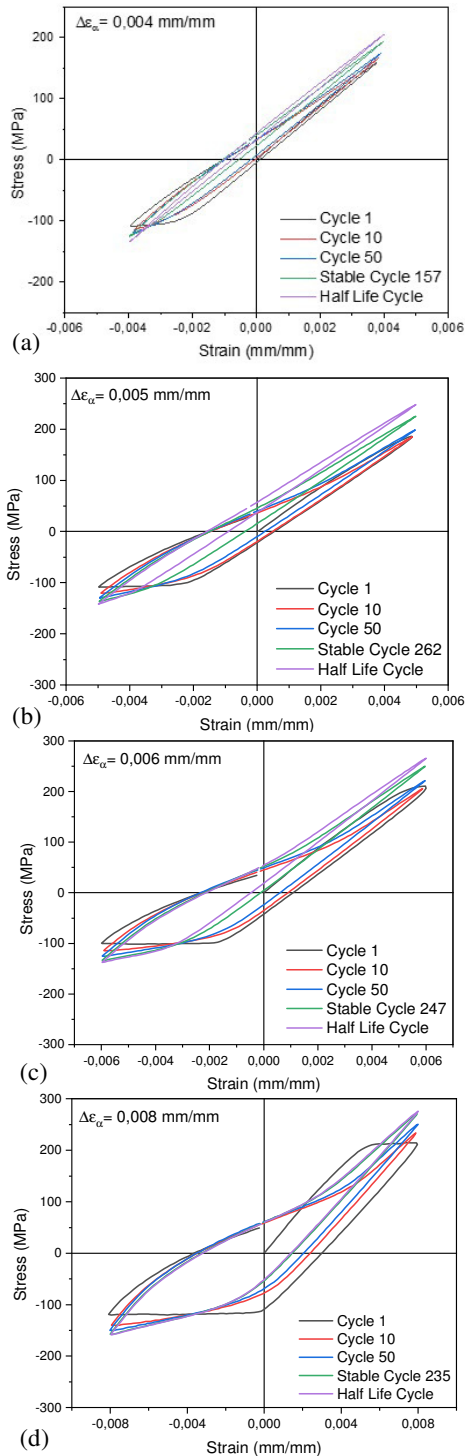 Δεα= 0,004 mm/mm
200
100
0
-100
-200
Stress (MPa)
Cycle 1
Cycle 10
Cycle 50
Stable Cycle 157
Half Life Cycle
-0,006 -0,004 -0,002 0,000 0,002 0,004 0,006
Strain (mm/mm)
(a)
Δεα= 0,005 mm/mm
300
200
100
0
-100
-200
-300
Stress (MPa)
Cycle 1
Cycle 10
Cycle 50
Stable Cycle 262
Half Life Cycle
-0,006 -0,004 -0,002 0,000 0,002 0,004 0,006
Strain (mm/mm)
(b)
Δεα= 0,006 mm/mm
300
200
100
0
-100
-200
-300
Stress (MPa)
Cycle 1
Cycle 10
Cycle 50
Stable Cycle 247
Half Life Cycle
-0,006 -0,004 -0,002 0,000 0,002 0,004 0,006
Strain (mm/mm)
(c)
Δεα= 0,008 mm/mm
300
200
100
0
-100
-200
-300
Stress (MPa)
Cycle 1
Cycle 10
Cycle 50
Stable Cycle 235
Half Life Cycle
-0,008 -0,004 0,000 0,004 0,008
Strain (mm/mm)
(d)